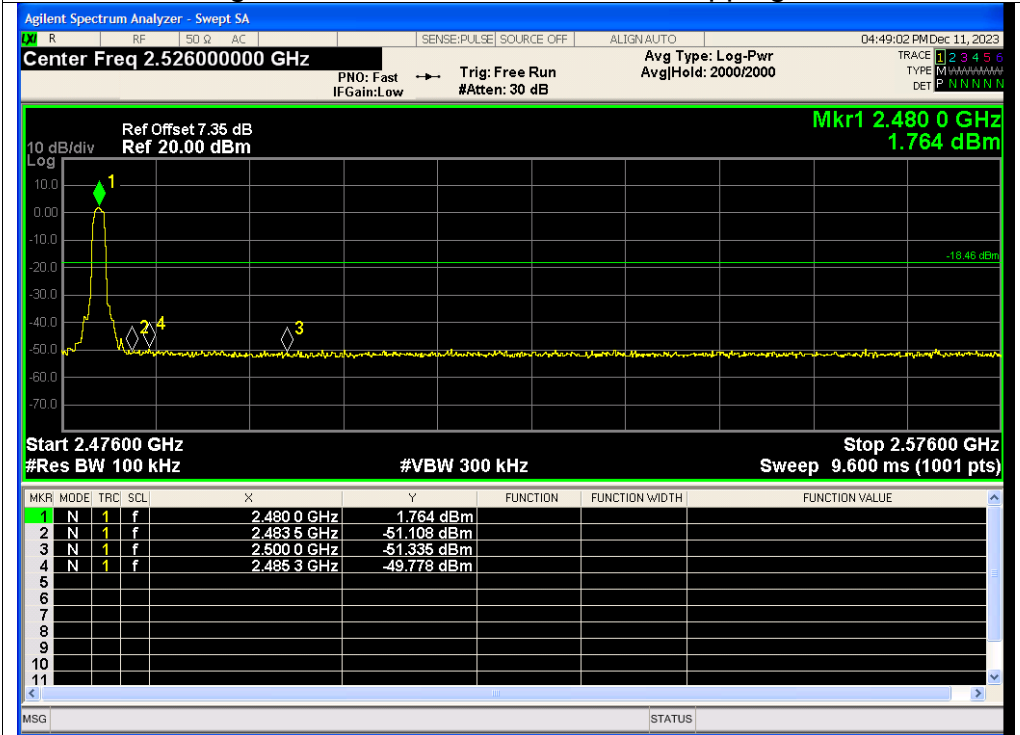 Agilent Spectrum Analyzer - Swept SA
LXI R RF 50 Ω AC SENSE:PULSE SOURCE OFF ALIGN AUTO 04:49:02 PM Dec 11, 2023
Center Freq 2.526000000 GHz Avg Type: Log-Pwr TRACE 1 2 3 4 5 6
PNO: Fast Trig: Free Run Avg|Hold: 2000/2000 TYPE M
IFGain:Low #Atten: 30 dB DET P N N N N N
Mkr1 2.480 0 GHz
Ref Offset 7.35 dB
10 dB/div Ref 20.00 dBm 1.764 dBm
Log
10.0
1
0.00
-10.0
-18.46 dBm
-20.0
-30.0
-40.0
2 4 3
-50.0
-60.0
-70.0
Start 2.47600 GHz Stop 2.57600 GHz
#Res BW 100 kHz #VBW 300 kHz Sweep 9.600 ms (1001 pts)
MKR MODE TRC SCL X Y FUNCTION FUNCTION WIDTH FUNCTION VALUE
1 N 1 f 2.480 0 GHz 1.764 dBm
2 N 1 f 2.483 5 GHz -51.108 dBm
3 N 1 f 2.500 0 GHz -51.335 dBm
4 N 1 f 2.485 3 GHz -49.778 dBm
5
6
7
8
9
10
11
MSG STATUS